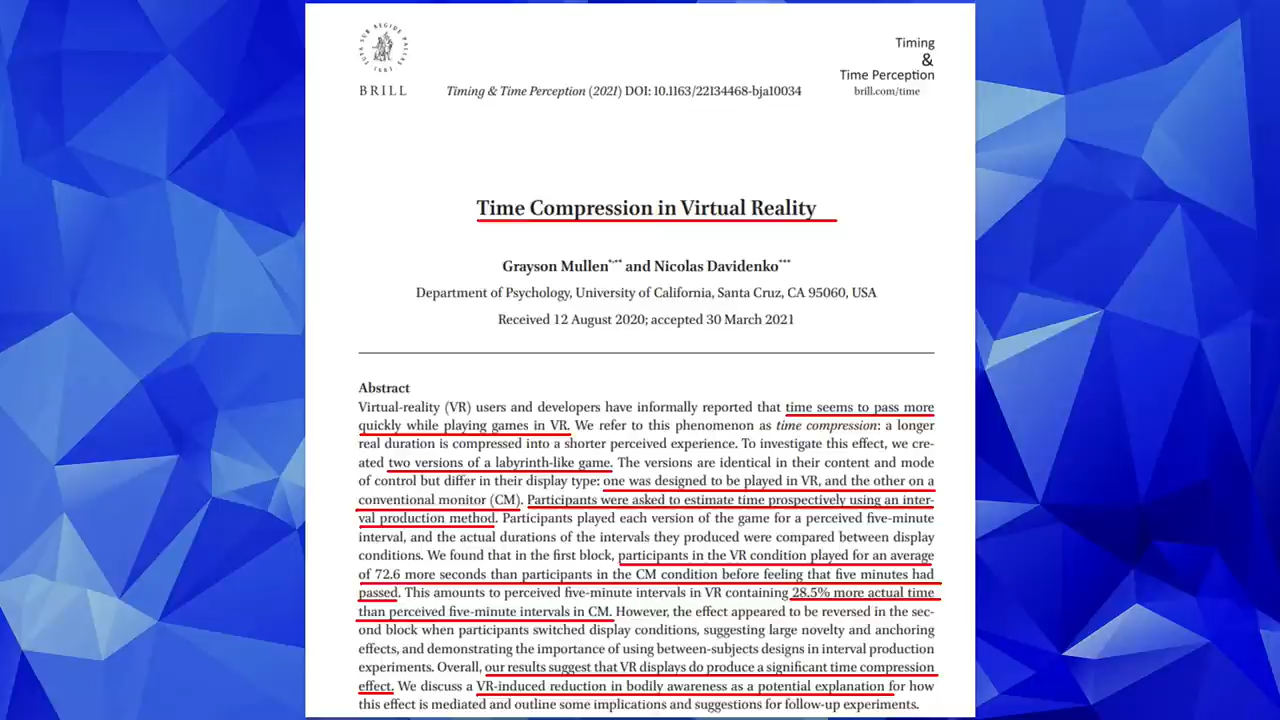 TUTA SUB AEGIDE PALLAS
1683
BRILL
Timing
&
Time Perception
brill.com/time
Timing & Time Perception (2021) DOI: 10.1163/22134468-bja10034
Time Compression in Virtual Reality
Grayson Mullen*,** and Nicolas Davidenko***
Department of Psychology, University of California, Santa Cruz, CA 95060, USA
Received 12 August 2020; accepted 30 March 2021
Abstract
Virtual-reality (VR) users and developers have informally reported that time seems to pass more
quickly while playing games in VR. We refer to this phenomenon as time compression: a longer
real duration is compressed into a shorter perceived experience. To investigate this effect, we cre-
ated two versions of a labyrinth-like game. The versions are identical in their content and mode
of control but differ in their display type: one was designed to be played in VR, and the other on a
conventional monitor (CM). Participants were asked to estimate time prospectively using an inter-
val production method. Participants played each version of the game for a perceived five-minute
interval, and the actual durations of the intervals they produced were compared between display
conditions. We found that in the first block, participants in the VR condition played for an average
of 72.6 more seconds than participants in the CM condition before feeling that five minutes had
passed. This amounts to perceived five-minute intervals in VR containing 28.5% more actual time
than perceived five-minute intervals in CM. However, the effect appeared to be reversed in the sec-
ond block when participants switched display conditions, suggesting large novelty and anchoring
effects, and demonstrating the importance of using between-subjects designs in interval production
experiments. Overall, our results suggest that VR displays do produce a significant time compression
effect. We discuss a VR-induced reduction in bodily awareness as a potential explanation for how
this effect is mediated and outline some implications and suggestions for follow-up experiments.